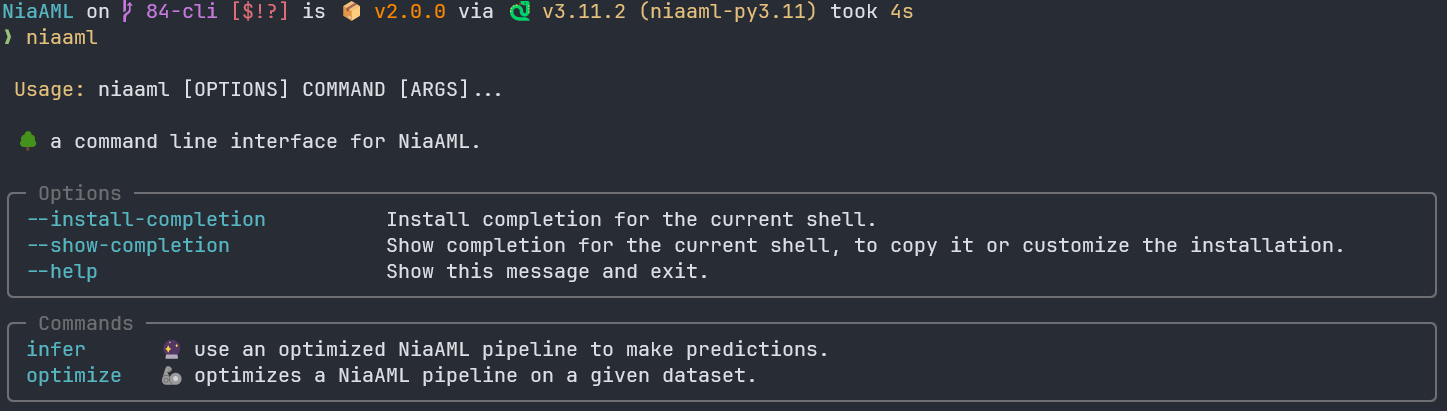 NiaAML on 84-cli [$!?] is 📦 v2.0.0 via 🐍 v3.11.2 (niaaml-py3.11) took 4s
❯ niaaml
Usage: niaaml [OPTIONS] COMMAND [ARGS]...
🌳 a command line interface for NiaAML.
Options
--install-completion Install completion for the current shell.
--show-completion Show completion for the current shell, to copy it or customize the installation.
--help Show this message and exit.
Commands
infer 🔮 use an optimized NiaAML pipeline to make predictions.
optimize 🦾 optimizes a NiaAML pipeline on a given dataset.